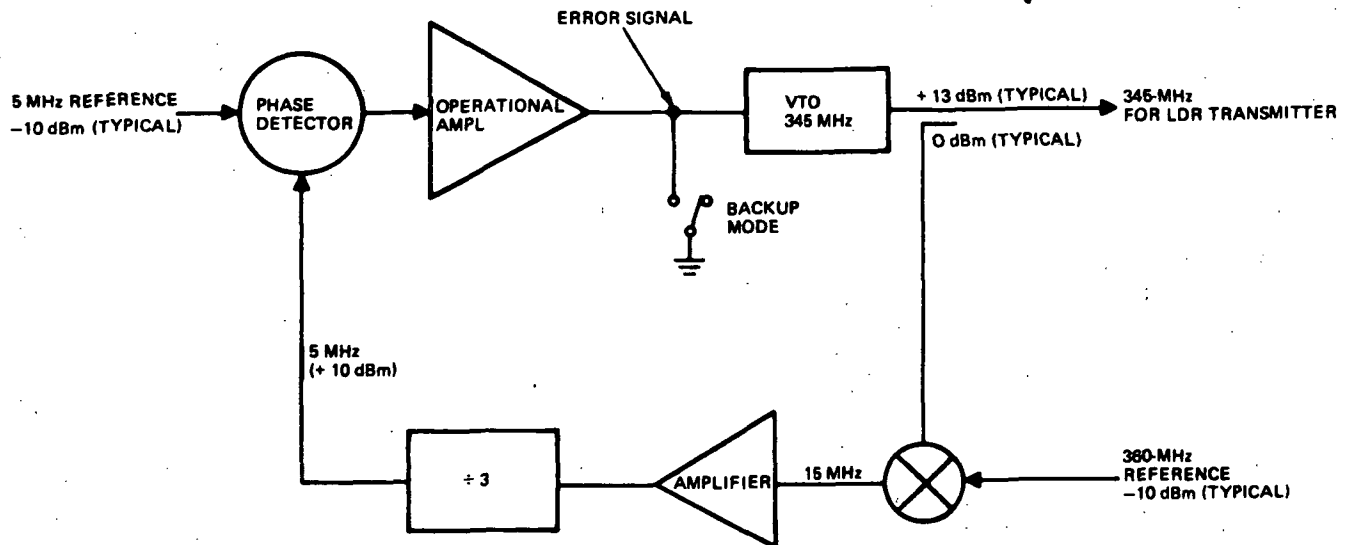 ERROR SIGNAL
5 MHz REFERENCE
−10 dBm (TYPICAL)
PHASE
DETECTOR
OPERATIONAL
AMPL
VTO
345 MHz
+ 13 dBm (TYPICAL)
0 dBm (TYPICAL)
345-MHz
FOR LDR TRANSMITTER
BACKUP
MODE
5 MHz
(+ 10 dBm)
÷ 3
AMPLIFIER
15 MHz
360-MHz
REFERENCE
−10 dBm (TYPICAL)